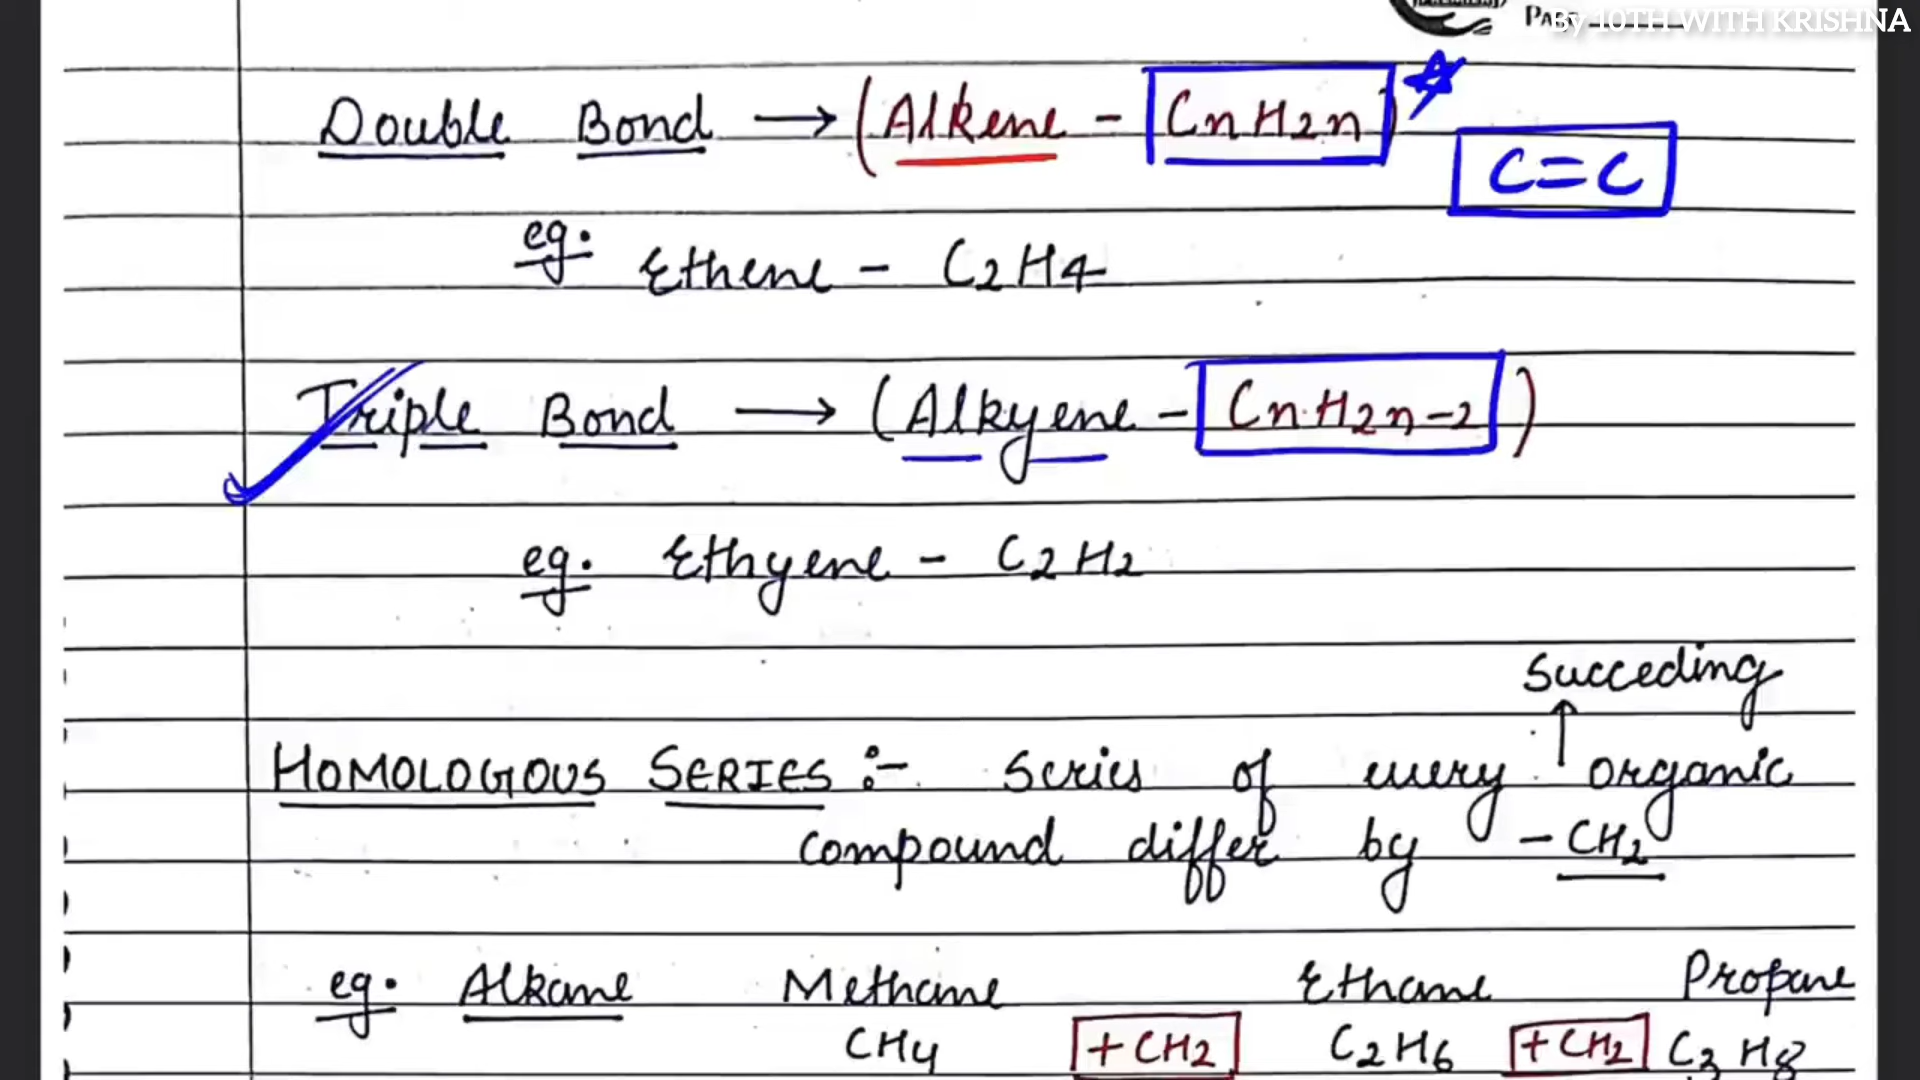 By 10TH WITH KRISHNA
Double Bond → (Alkene - CnH2n)
C=C
eg. Ethene - C2H4
Triple Bond → (Alkyene - CnH2n-2)
eg. Ethyene - C2H2
Succeding
HOMOLOGOUS SERIES :- Series of every ↑ organic
compound differ by - CH2
eg. Alkane Methane Ethane Propane
CH4 +CH2 C2H6 +CH2 C3H8